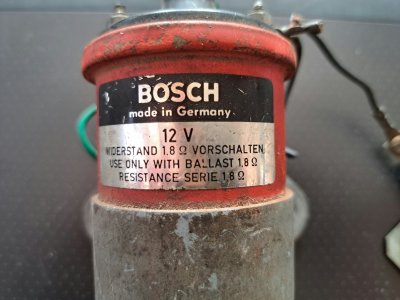 BOSCH
made in Germany
12 V
WIDERSTAND 1.8 Ω VORSCHALTEN
USE ONLY WITH BALLAST 1.8 Ω
RESISTANCE SERIE 1.8 Ω